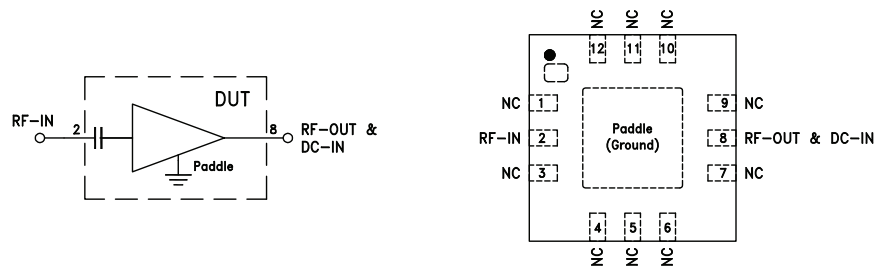 DUT
RF-IN
2
8
RF-OUT &
DC-IN
Paddle
NC NC NC
12 11 10
NC 1
9 NC
RF-IN 2
Paddle
(Ground)
8 RF-OUT & DC-IN
NC 3
7 NC
4 5 6
NC NC NC